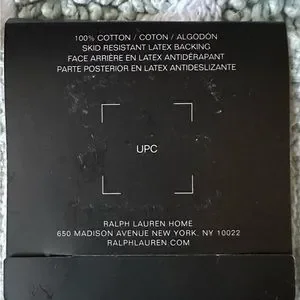 100% COTTON / COTON / ALGODÓN
SKID RESISTANT LATEX BACKING
FACE ARRIÈRE EN LATEX ANTIDÉRAPANT
PARTE POSTERIOR EN LATEX ANTIDESLIZANTE
UPC
RALPH LAUREN HOME
650 MADISON AVENUE NEW YORK, NY 10022
RALPHLAUREN.COM